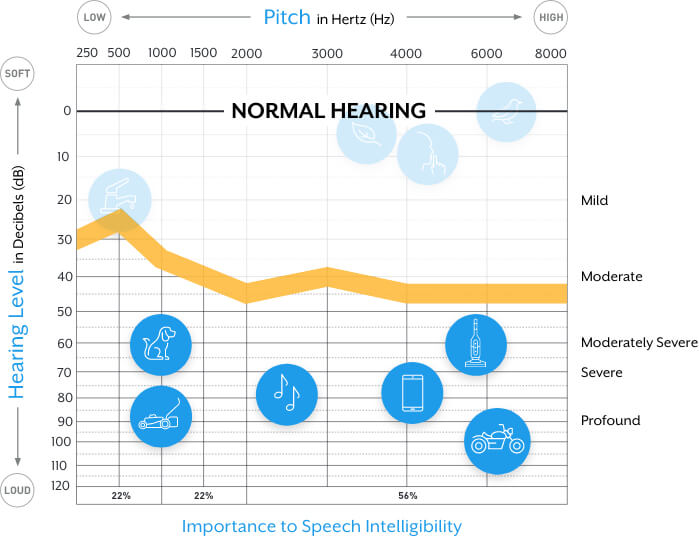 LOW
Pitch in Hertz (Hz)
HIGH
250 500 1000 1500 2000 3000 4000 6000 8000
SOFT
Hearing Level in Decibels (dB)
LOUD
0
NORMAL HEARING
10
20
Mild
30
40
Moderate
50
60
Moderately Severe
70
Severe
80
90
Profound
100
110
120
22% 22% 56%
Importance to Speech Intelligibility